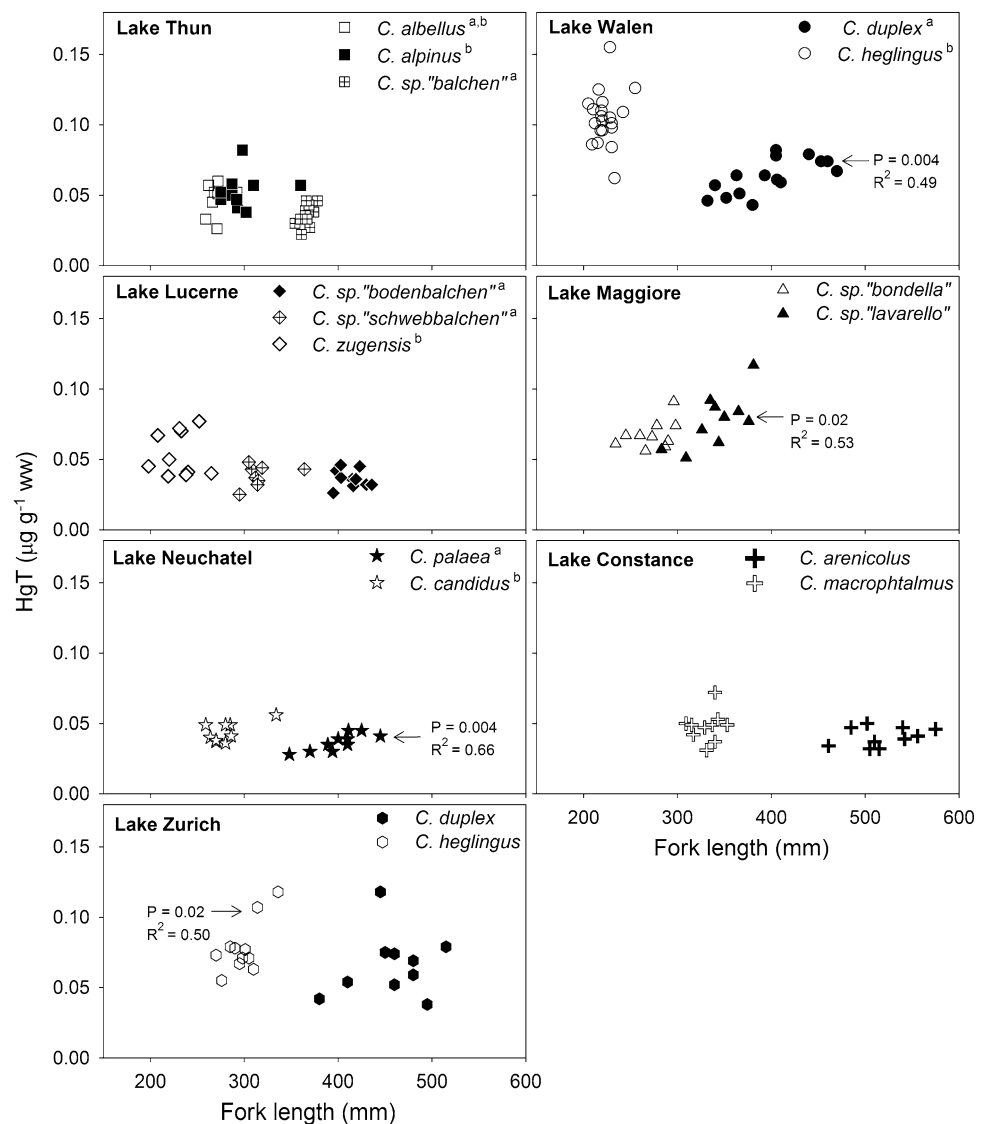 HgT (µg g⁻¹ ww)
Lake Thun
C. albellus a,b
C. alpinus b
C. sp."balchen" a
0.15
0.10
0.05
0.00
Lake Walen
C. duplex a
C. heglingus b
P = 0.004
R² = 0.49
Lake Lucerne
C. sp."bodenbalchen" a
C. sp."schwebbalchen" a
C. zugensis b
0.15
0.10
0.05
0.00
Lake Maggiore
C. sp."bondella"
C. sp."lavarello"
P = 0.02
R² = 0.53
Lake Neuchatel
C. palaea a
C. candidus b
P = 0.004
R² = 0.66
0.15
0.10
0.05
0.00
Lake Constance
C. arenicolus
C. macrophtalmus
200 300 400 500 600
Fork length (mm)
Lake Zurich
C. duplex
C. heglingus
P = 0.02
R² = 0.50
0.15
0.10
0.05
0.00
200 300 400 500 600
Fork length (mm)